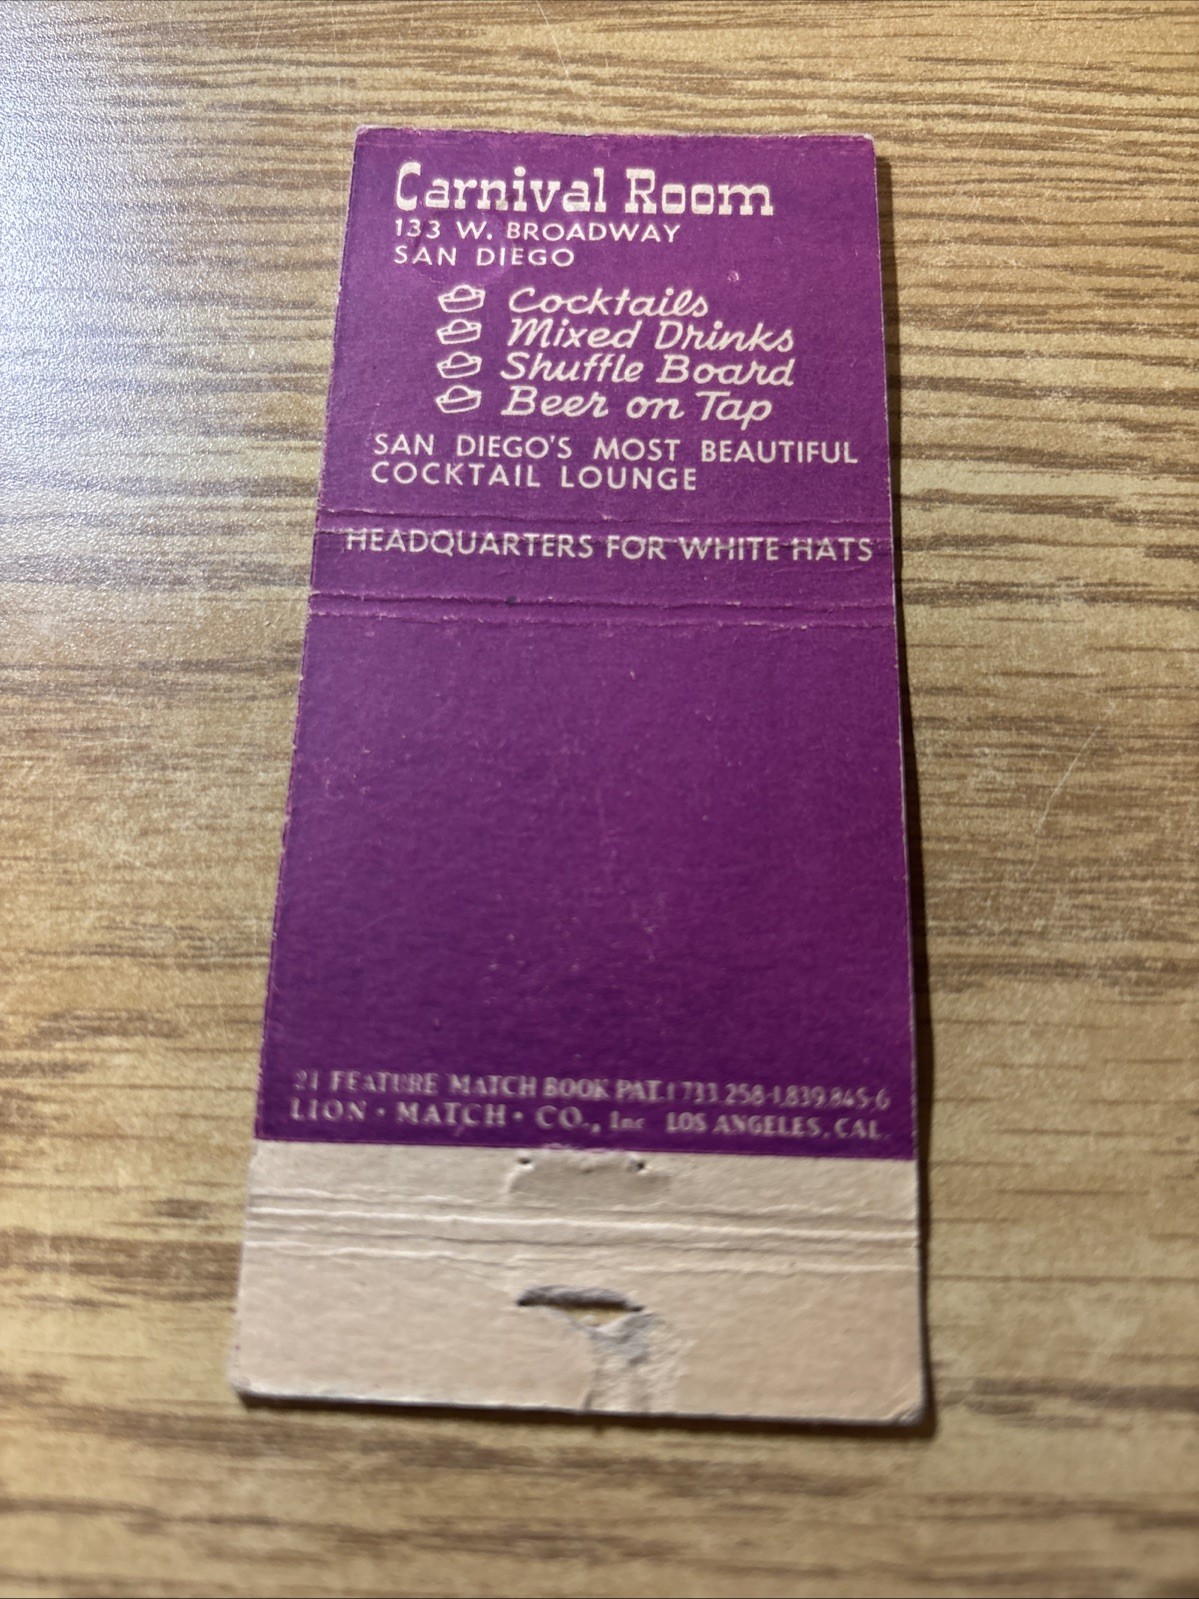 Carnival Room
133 W. BROADWAY
SAN DIEGO
Cocktails
Mixed Drinks
Shuffle Board
Beer on Tap
SAN DIEGO'S MOST BEAUTIFUL
COCKTAIL LOUNGE
HEADQUARTERS FOR WHITE HATS
21 FEATURE MATCH BOOK PAT. 1 733.258-1.839.845-6
LION · MATCH · CO., Inc LOS ANGELES, CAL.